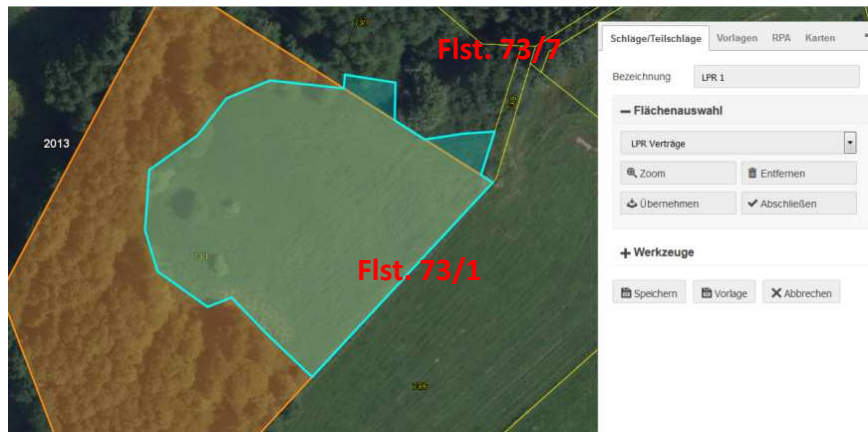 Flst. 73/7
2013
Flst. 73/1
Schläge/Teilschläge Vorlagen RPA Karten
Bezeichnung LPR 1
Flächenauswahl
LPR Verträge
Zoom Entfernen
Übernehmen Abschließen
Werkzeuge
Speichern Vorlage Abbrechen